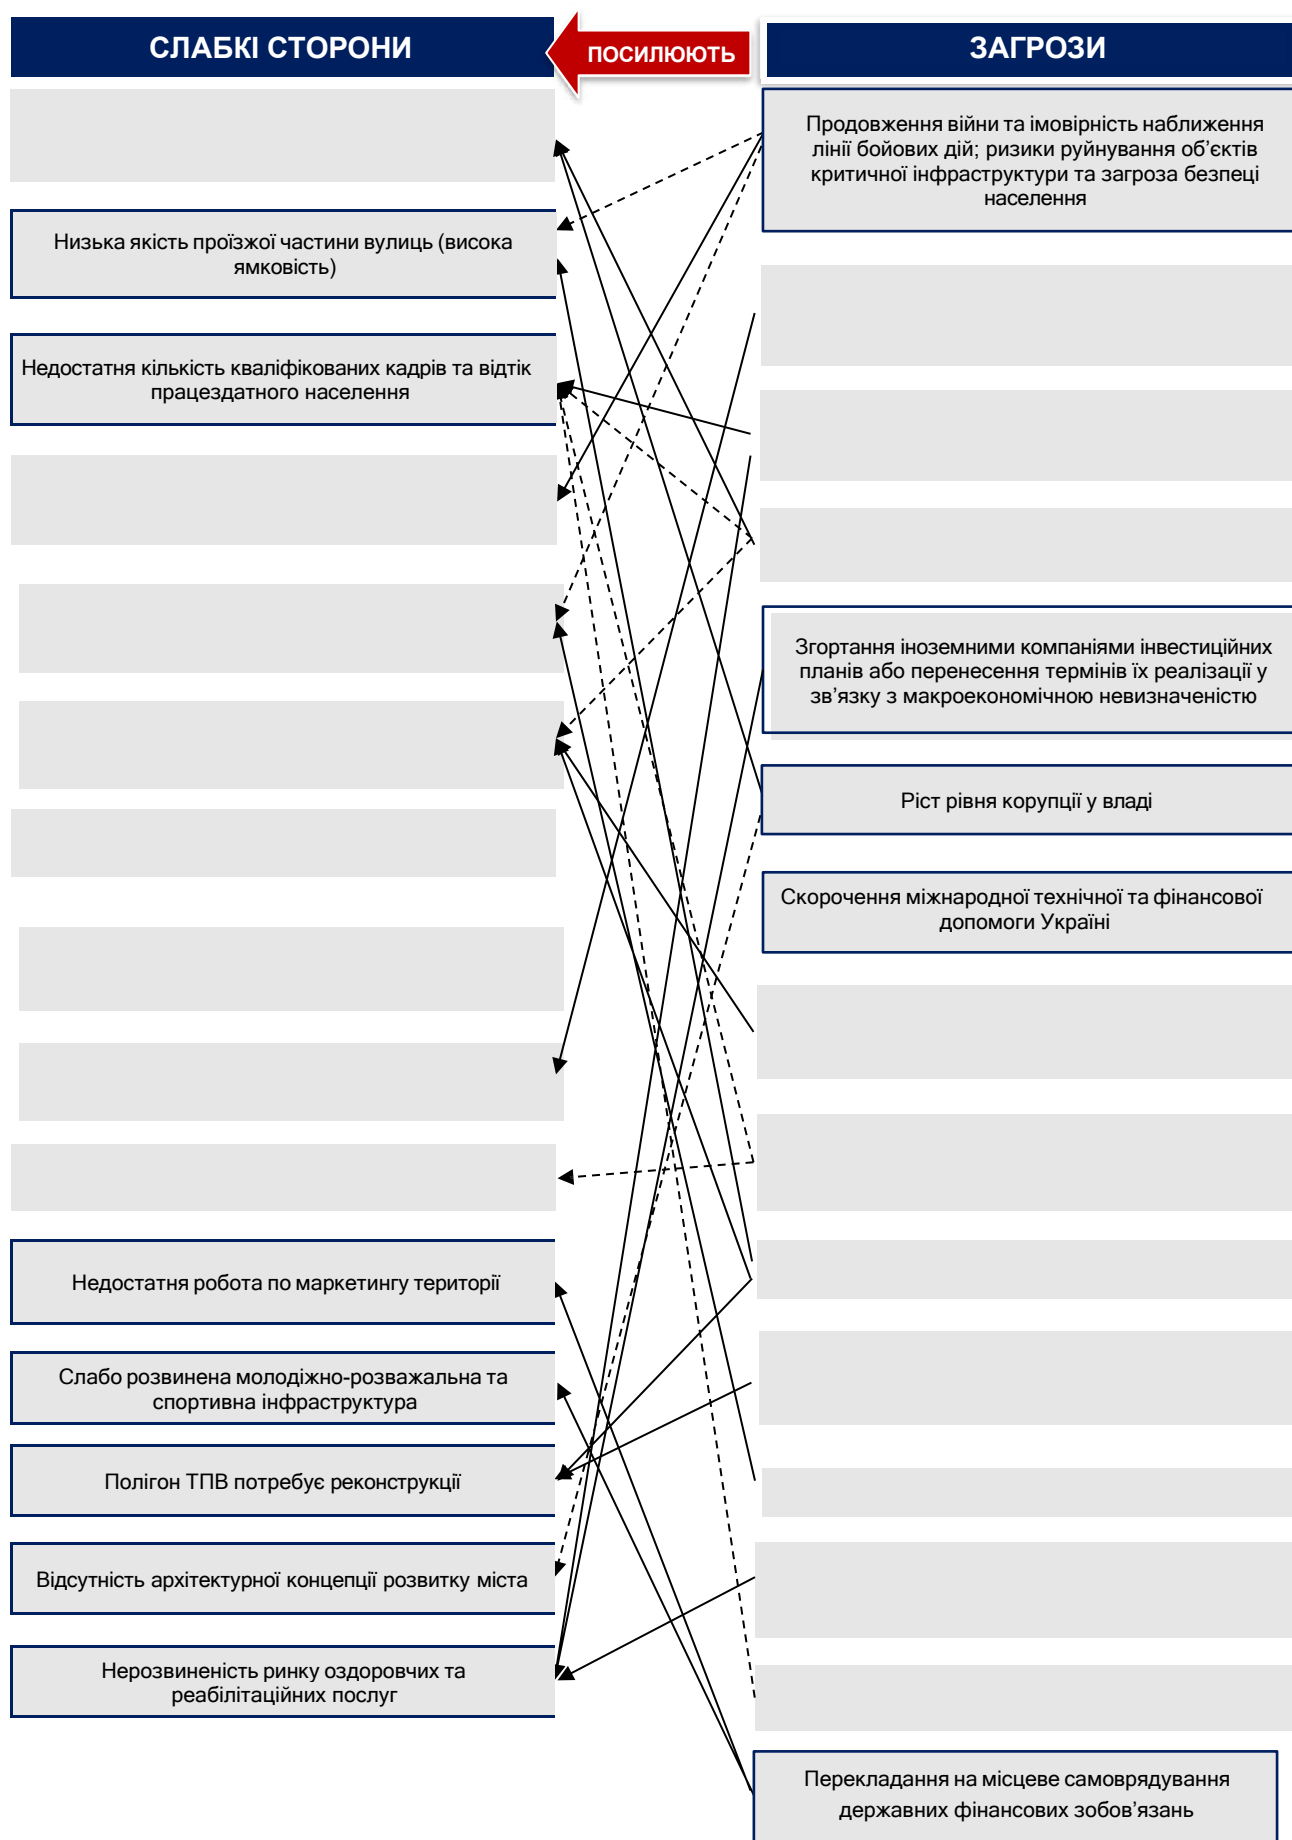 СЛАБКІ СТОРОНИ
ПОСИЛЮЮТЬ
ЗАГРОЗИ
Низька якість проїзжої частини вулиць (висока
ямковість)
Недостатня кількість кваліфікованих кадрів та відтік
працездатного населення
Недостатня робота по маркетингу території
Слабо розвинена молодіжно-розважальна та
спортивна інфраструктура
Полігон ТПВ потребує реконструкції
Відсутність архітектурної концепції розвитку міста
Нерозвиненість ринку оздоровчих та
реабілітаційних послуг
Продовження війни та імовірність наближення
лінії бойових дій; ризики руйнування об’єктів
критичної інфраструктури та загроза безпеці
населення
Згортання іноземними компаніями інвестиційних
планів або перенесення термінів їх реалізації у
зв’язку з макроекономічною невизначеністю
Ріст рівня корупції у владі
Скорочення міжнародної технічної та фінансової
допомоги Україні
Перекладання на місцеве самоврядування
державних фінансових зобов’язань